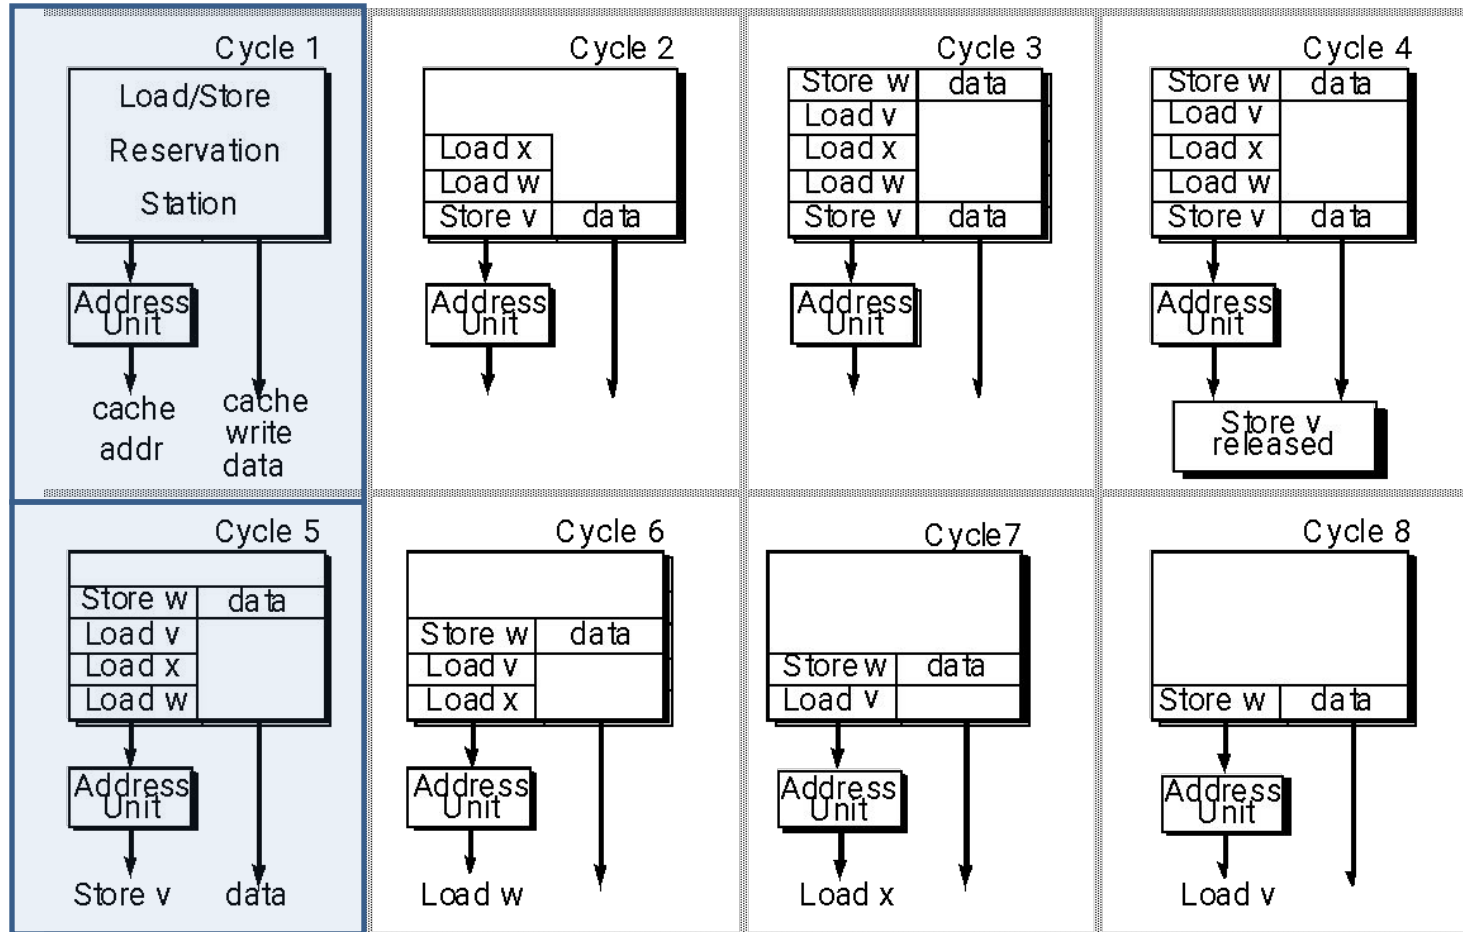 Cycle 1
Load/Store
Reservation
Station
Address
Unit
cache
addr
cache
write
data
Cycle 2
Load x
Load w
Store v data
Address
Unit
Cycle 3
Store w data
Load v
Load x
Load w
Store v data
Address
Unit
Cycle 4
Store w data
Load v
Load x
Load w
Store v data
Address
Unit
Store v
released
Cycle 5
Store w data
Load v
Load x
Load w
Address
Unit
Store v data
Cycle 6
Store w data
Load v
Load x
Address
Unit
Load w
Cycle7
Store w data
Load v
Address
Unit
Load x
Cycle 8
Store w data
Address
Unit
Load v